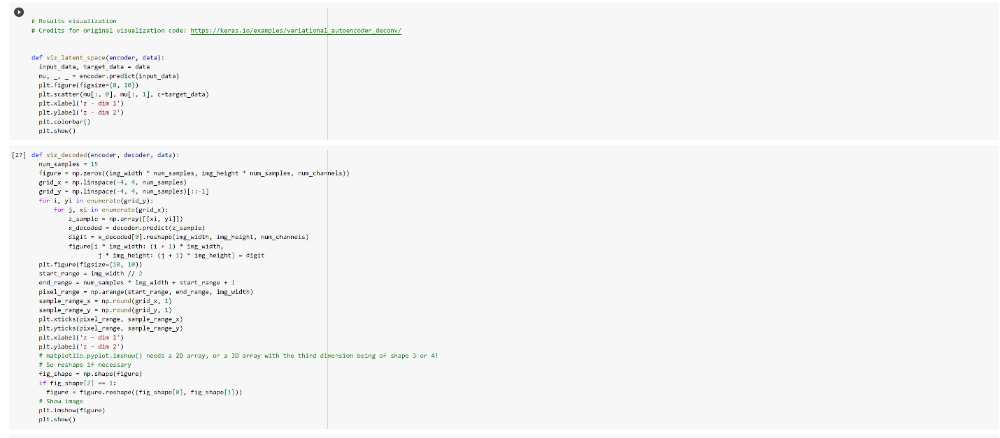 # Results visualization
# Credits for original visualization code: https://keras.io/examples/variational_autoencoder_deconv/
def viz_latent_space(encoder, data):
  input_data, target_data = data
  mu, _, _ = encoder.predict(input_data)
  plt.figure(figsize=(8, 10))
  plt.scatter(mu[:, 0], mu[:, 1], c=target_data)
  plt.xlabel('z - dim 1')
  plt.ylabel('z - dim 2')
  plt.colorbar()
  plt.show()
[27] def viz_decoded(encoder, decoder, data):
  num_samples = 15
  figure = np.zeros((img_width * num_samples, img_height * num_samples, num_channels))
  grid_x = np.linspace(-4, 4, num_samples)
  grid_y = np.linspace(-4, 4, num_samples)[::-1]
  for i, yi in enumerate(grid_y):
      for j, xi in enumerate(grid_x):
          z_sample = np.array([[xi, yi]])
          x_decoded = decoder.predict(z_sample)
          digit = x_decoded[0].reshape(img_width, img_height, num_channels)
          figure[i * img_width: (i + 1) * img_width,
                  j * img_height: (j + 1) * img_height] = digit
  plt.figure(figsize=(10, 10))
  start_range = img_width // 2
  end_range = num_samples * img_width + start_range + 1
  pixel_range = np.arange(start_range, end_range, img_width)
  sample_range_x = np.round(grid_x, 1)
  sample_range_y = np.round(grid_y, 1)
  plt.xticks(pixel_range, sample_range_x)
  plt.yticks(pixel_range, sample_range_y)
  plt.xlabel('z - dim 1')
  plt.ylabel('z - dim 2')
  # matplotlib.pyplot.imshow() needs a 2D array, or a 3D array with the third dimension being of shape 3 or 4!
  # So reshape if necessary
  fig_shape = np.shape(figure)
  if fig_shape[2] == 1:
    figure = figure.reshape((fig_shape[0], fig_shape[1]))
  # Show image
  plt.imshow(figure)
  plt.show()